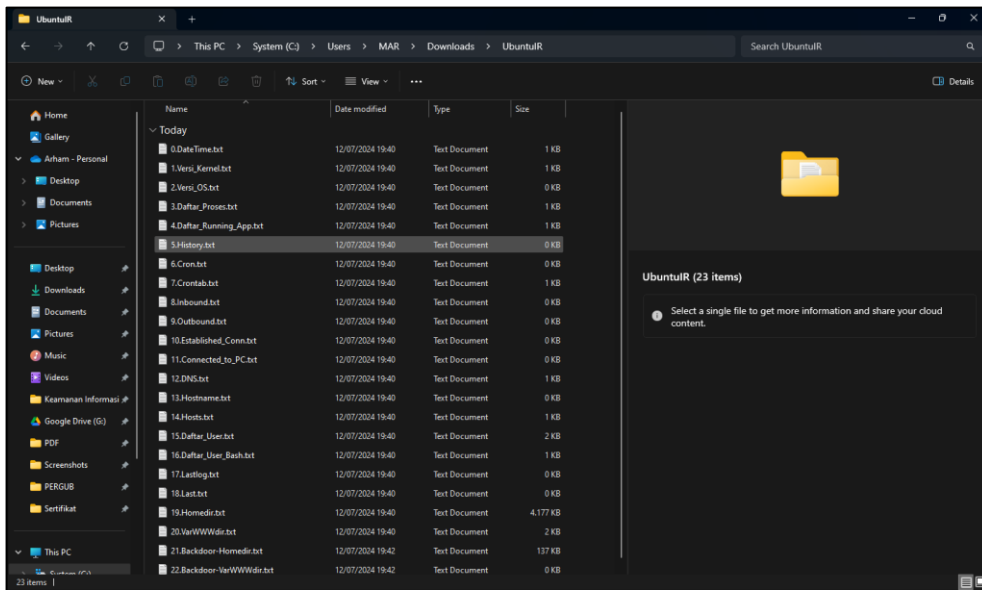 UbuntuIR
This PC > System (C:) > Users > MAR > Downloads > UbuntuIR
Search UbuntuIR
New
Sort
View
Details
Name Date modified Type Size
Home
Gallery
Arham - Personal
Desktop
Documents
Pictures
Desktop
Downloads
Documents
Pictures
Music
Videos
Keamanan Informasi
Google Drive (G:)
PDF
Screenshots
PERGUB
Sertifikat
This PC
System (C:)
Today
0.DateTime.txt 12/07/2024 19:40 Text Document 1 KB
1.Versi_Kernel.txt 12/07/2024 19:40 Text Document 1 KB
2.Versi_OS.txt 12/07/2024 19:40 Text Document 0 KB
3.Daftar_Proses.txt 12/07/2024 19:40 Text Document 1 KB
4.Daftar_Running_App.txt 12/07/2024 19:40 Text Document 1 KB
5.History.txt 12/07/2024 19:40 Text Document 0 KB
6.Cron.txt 12/07/2024 19:40 Text Document 0 KB
7.Crontab.txt 12/07/2024 19:40 Text Document 1 KB
8.Inbound.txt 12/07/2024 19:40 Text Document 0 KB
9.Outbound.txt 12/07/2024 19:40 Text Document 0 KB
10.Established_Conn.txt 12/07/2024 19:40 Text Document 0 KB
11.Connected_to_PC.txt 12/07/2024 19:40 Text Document 0 KB
12.DNS.txt 12/07/2024 19:40 Text Document 1 KB
13.Hostname.txt 12/07/2024 19:40 Text Document 0 KB
14.Hosts.txt 12/07/2024 19:40 Text Document 1 KB
15.Daftar_User.txt 12/07/2024 19:40 Text Document 2 KB
16.Daftar_User_Bash.txt 12/07/2024 19:40 Text Document 1 KB
17.Lastlog.txt 12/07/2024 19:40 Text Document 0 KB
18.Last.txt 12/07/2024 19:40 Text Document 0 KB
19.Homedir.txt 12/07/2024 19:40 Text Document 4.177 KB
20.VarWWWdir.txt 12/07/2024 19:40 Text Document 2 KB
21.Backdoor-Homedir.txt 12/07/2024 19:42 Text Document 137 KB
22.Backdoor-VarWWWdir.txt 12/07/2024 19:42 Text Document 0 KB
UbuntuIR (23 items)
Select a single file to get more information and share your cloud
content.
23 items